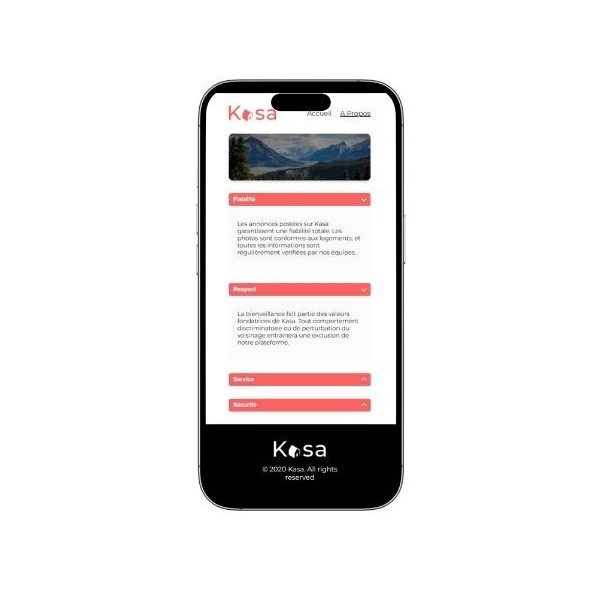 Kasa
Accueil A Propos
Fiabilité
Les annonces postées sur Kasa
garantissent une fiabilité totale. Les
photos sont conformes aux logements, et
toutes les informations sont
régulièrement vérifiées par nos équipes.
Respect
La bienveillance fait partie des valeurs
fondatrices de Kasa. Tout comportement
discriminatoire ou de perturbation du
voisinage entraînera une exclusion de
notre plateforme.
Service
Sécurité
Kasa
© 2020 Kasa. All rights
reserved